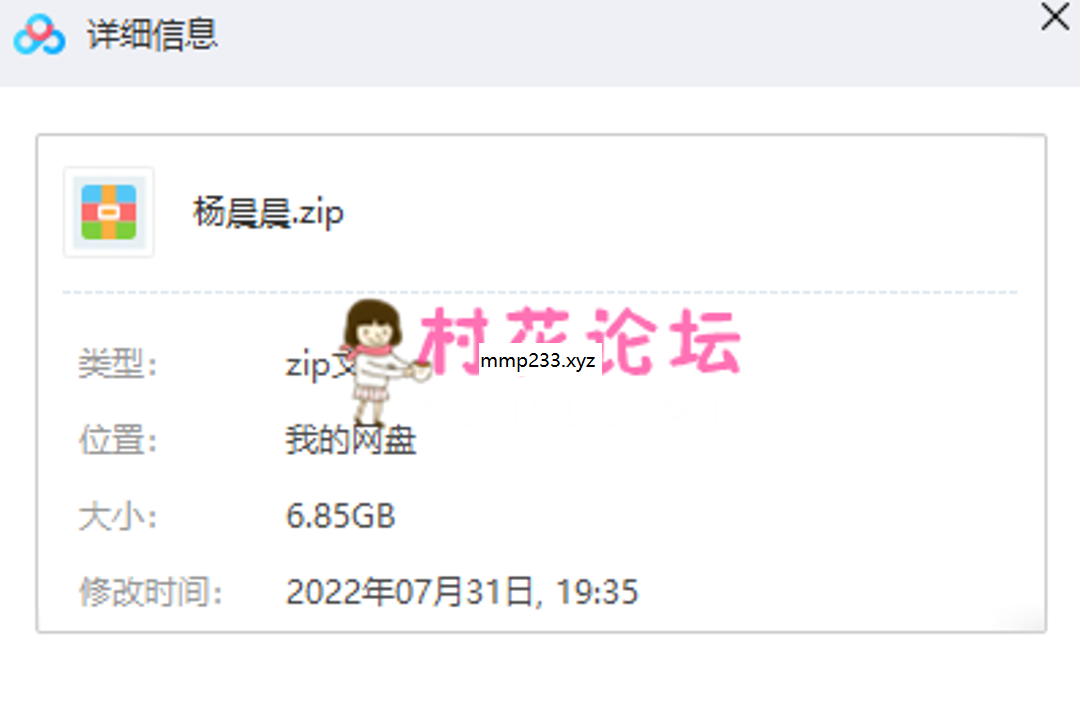 详细信息
杨晨晨.zip
村花论坛
mmp233.xyz
类型： zip文
位置： 我的网盘
大小： 6.85GB
修改时间： 2022年07月31日, 19:35